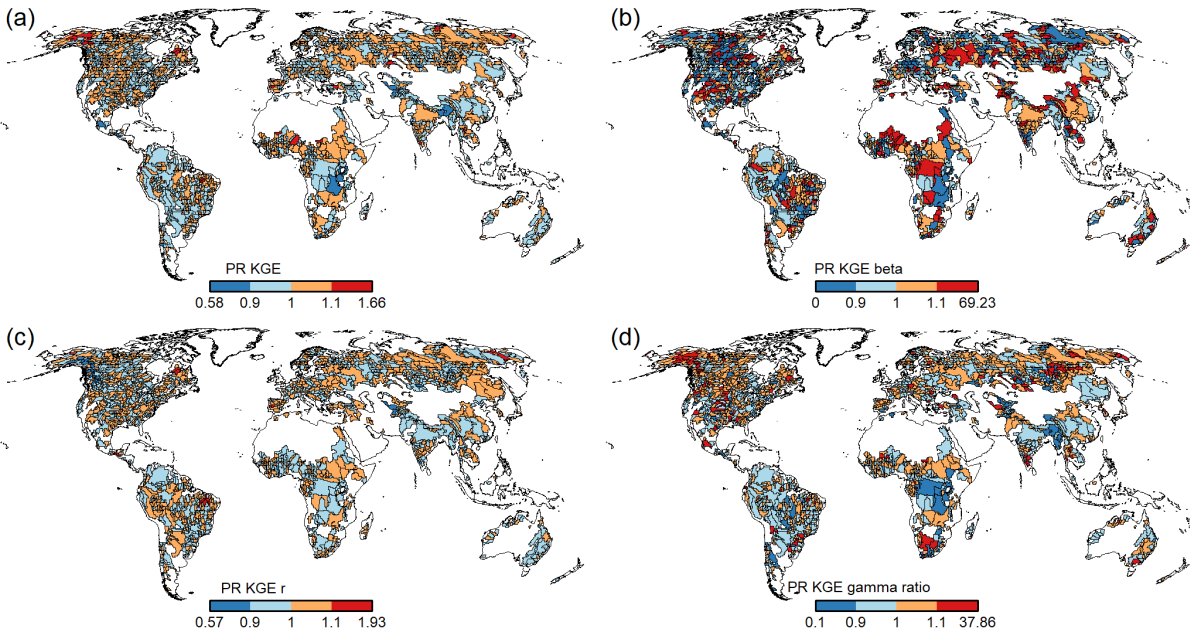 (a)
(b)
PR KGE
0.58 0.9 1 1.1 1.66
PR KGE beta
0 0.9 1 1.1 69.23
(c)
(d)
PR KGE r
0.57 0.9 1 1.1 1.93
PR KGE gamma ratio
0.1 0.9 1 1.1 37.86